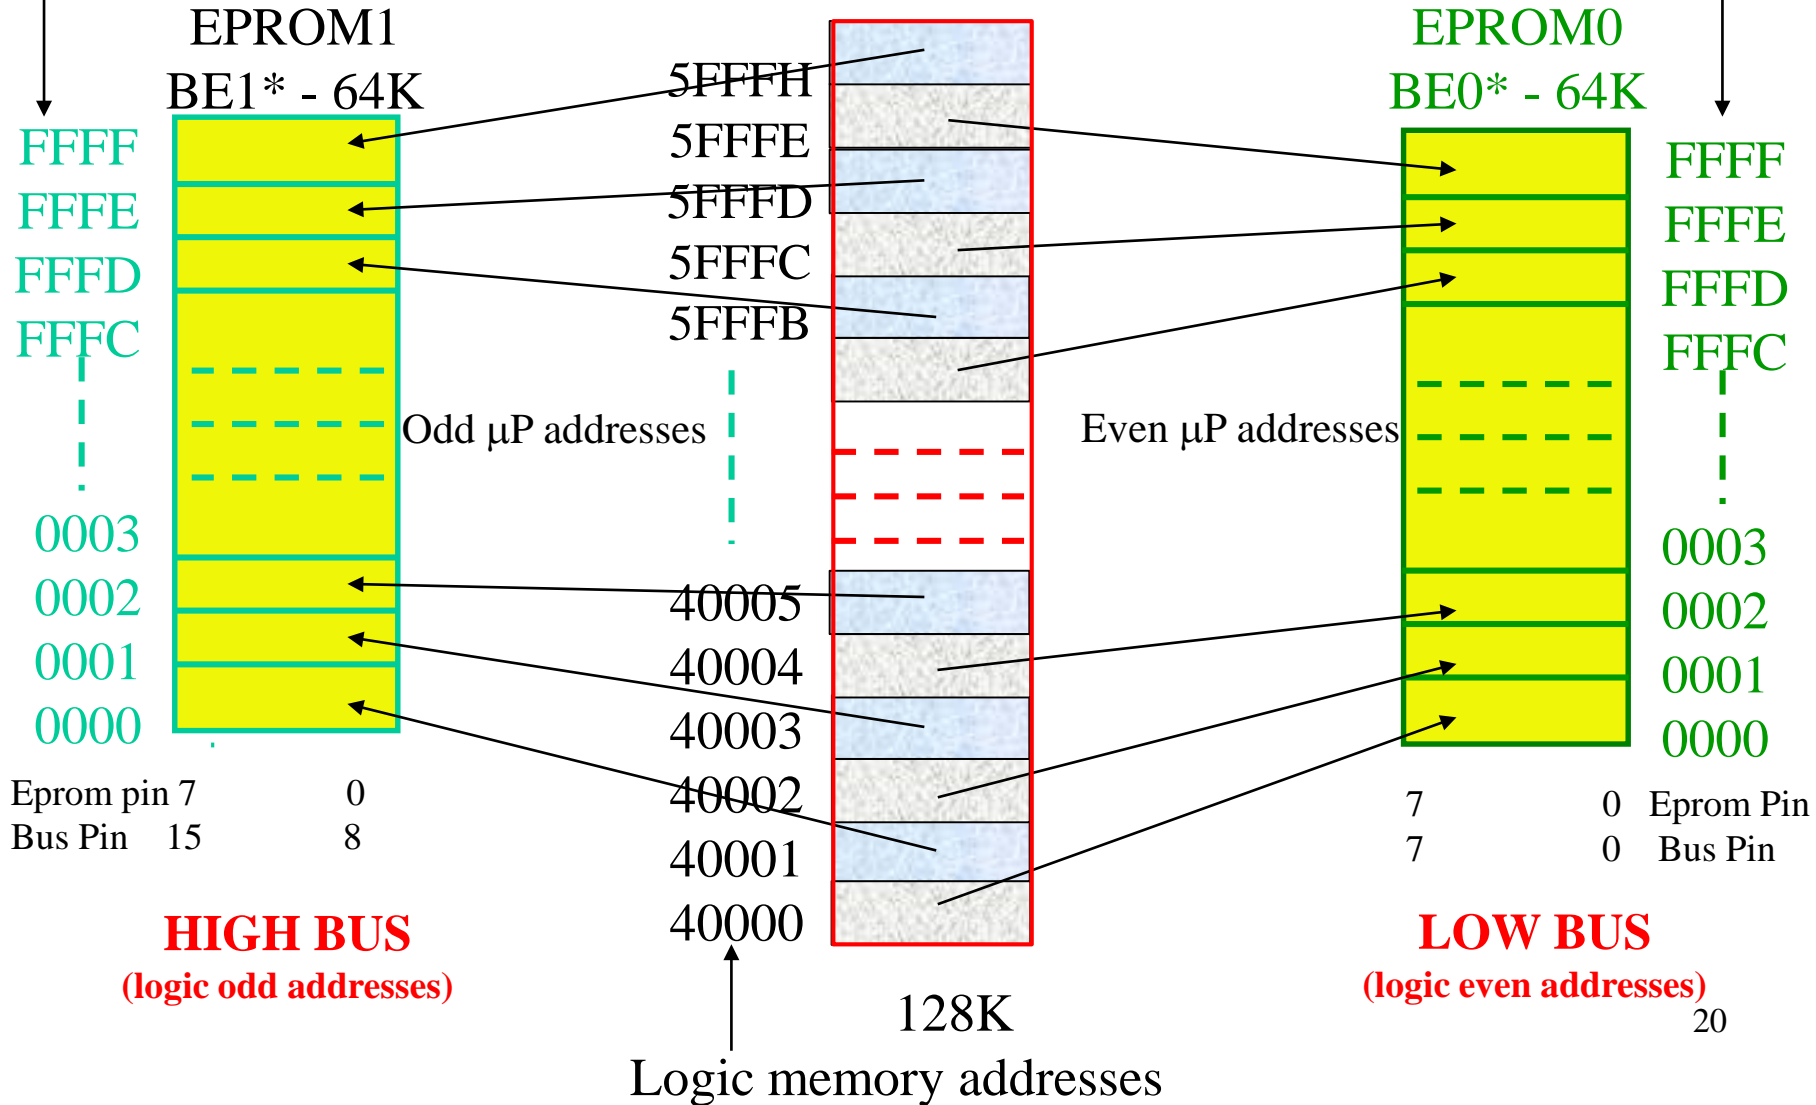 EPROM1
BE1* - 64K
FFFF
FFFE
FFFD
FFFC
0003
0002
0001
0000
Eprom pin 7 0
Bus Pin 15 8
HIGH BUS
(logic odd addresses)
Odd μP addresses
5FFFH
5FFFE
5FFFD
5FFFC
5FFFB
40005
40004
40003
40002
40001
40000
128K
Logic memory addresses
Even μP addresses
EPROM0
BE0* - 64K
FFFF
FFFE
FFFD
FFFC
0003
0002
0001
0000
7 0 Eprom Pin
7 0 Bus Pin
LOW BUS
(logic even addresses)
20